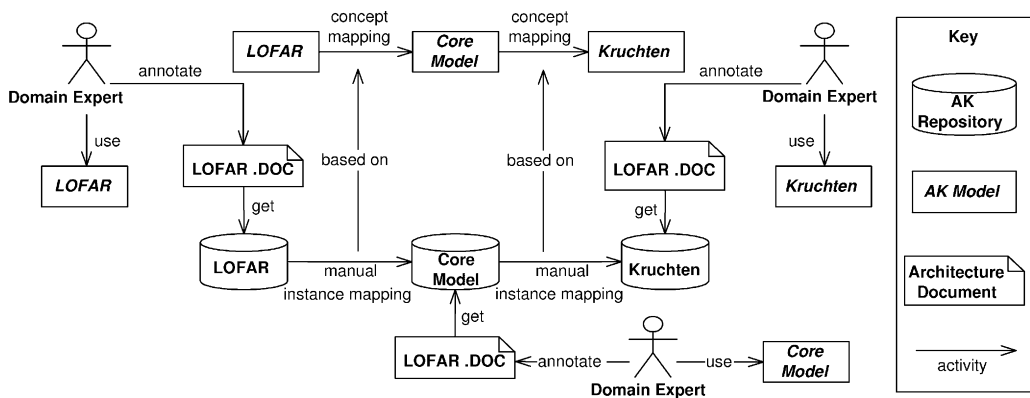 concept
mapping
concept
mapping
Key
LOFAR
Core
Model
Kruchten
annotate
annotate
Domain Expert
Domain Expert
AK
Repository
use
use
LOFAR .DOC
based on
based on
LOFAR .DOC
LOFAR
Kruchten
AK Model
get
get
LOFAR
manual
instance mapping
Core
Model
manual
instance mapping
Kruchten
Architecture
Document
get
LOFAR .DOC
annotate
use
Core
Model
Domain Expert
activity